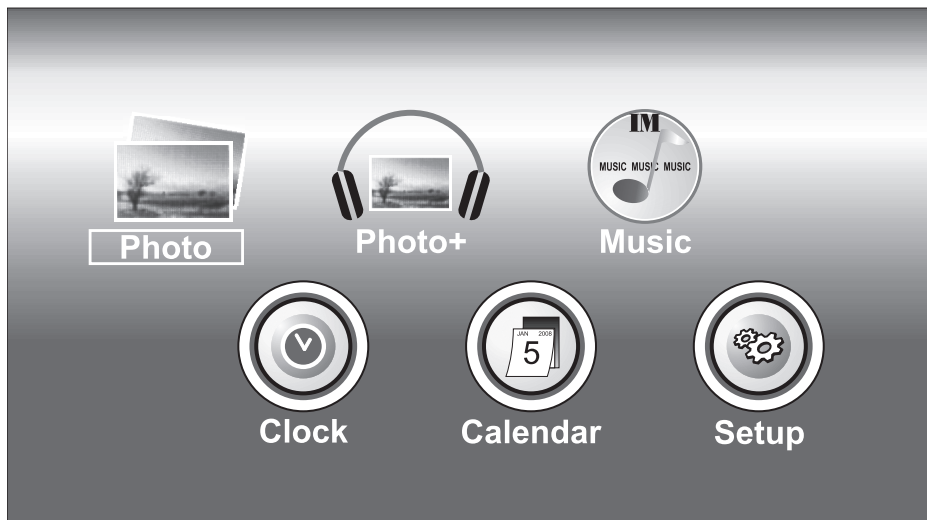 IM
MUSIC MUSIC MUSIC
Photo
Photo+
Music
JAN 2008
5
Clock
Calendar
Setup